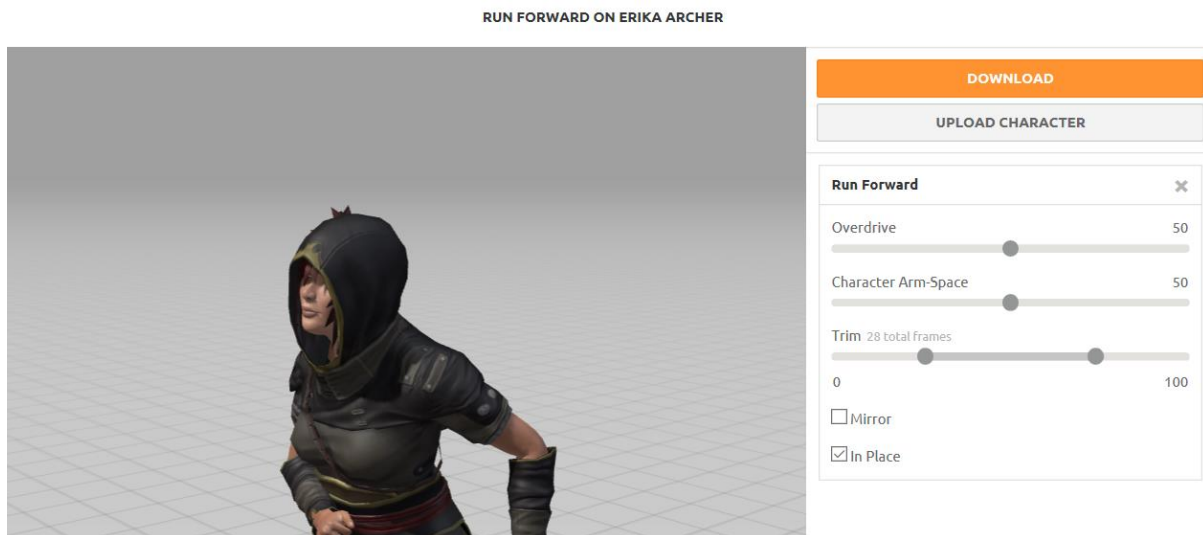 RUN FORWARD ON ERIKA ARCHER
DOWNLOAD
UPLOAD CHARACTER
Run Forward
Overdrive 50
Character Arm-Space 50
Trim 28 total frames
0 100
Mirror
In Place